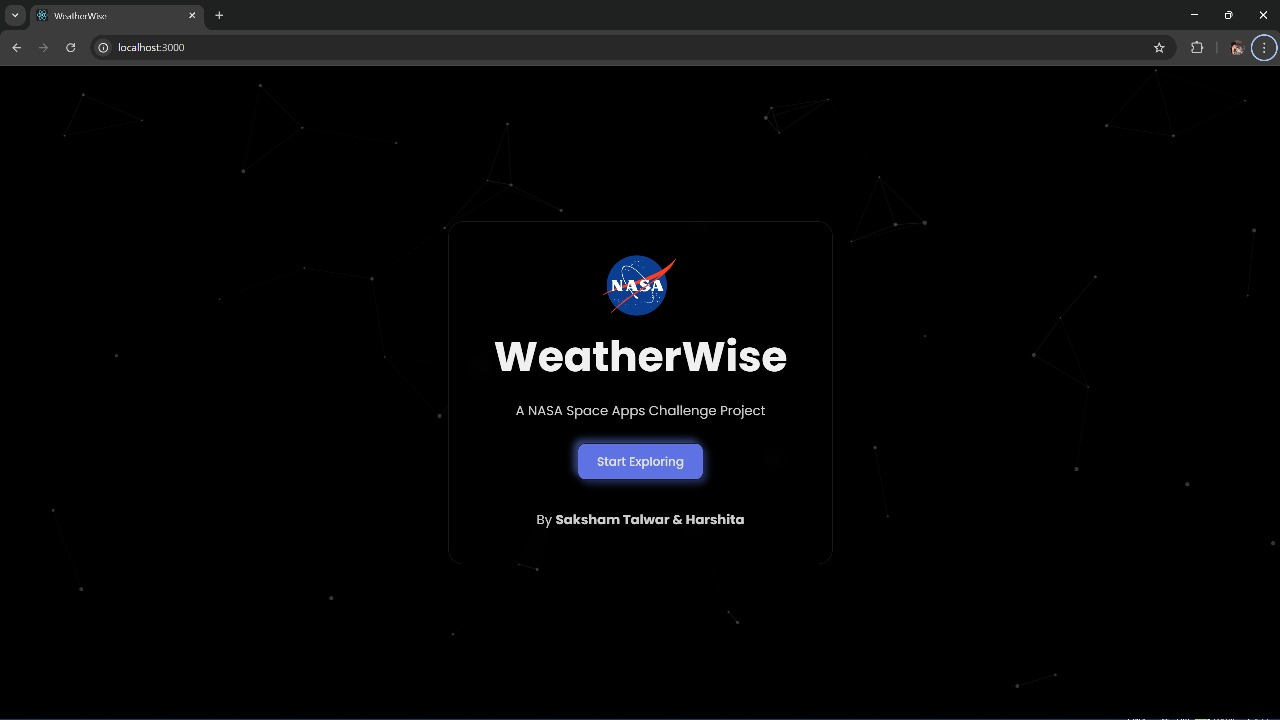 WeatherWise
localhost:3000
NASA
WeatherWise
A NASA Space Apps Challenge Project
Start Exploring
By Saksham Talwar & Harshita